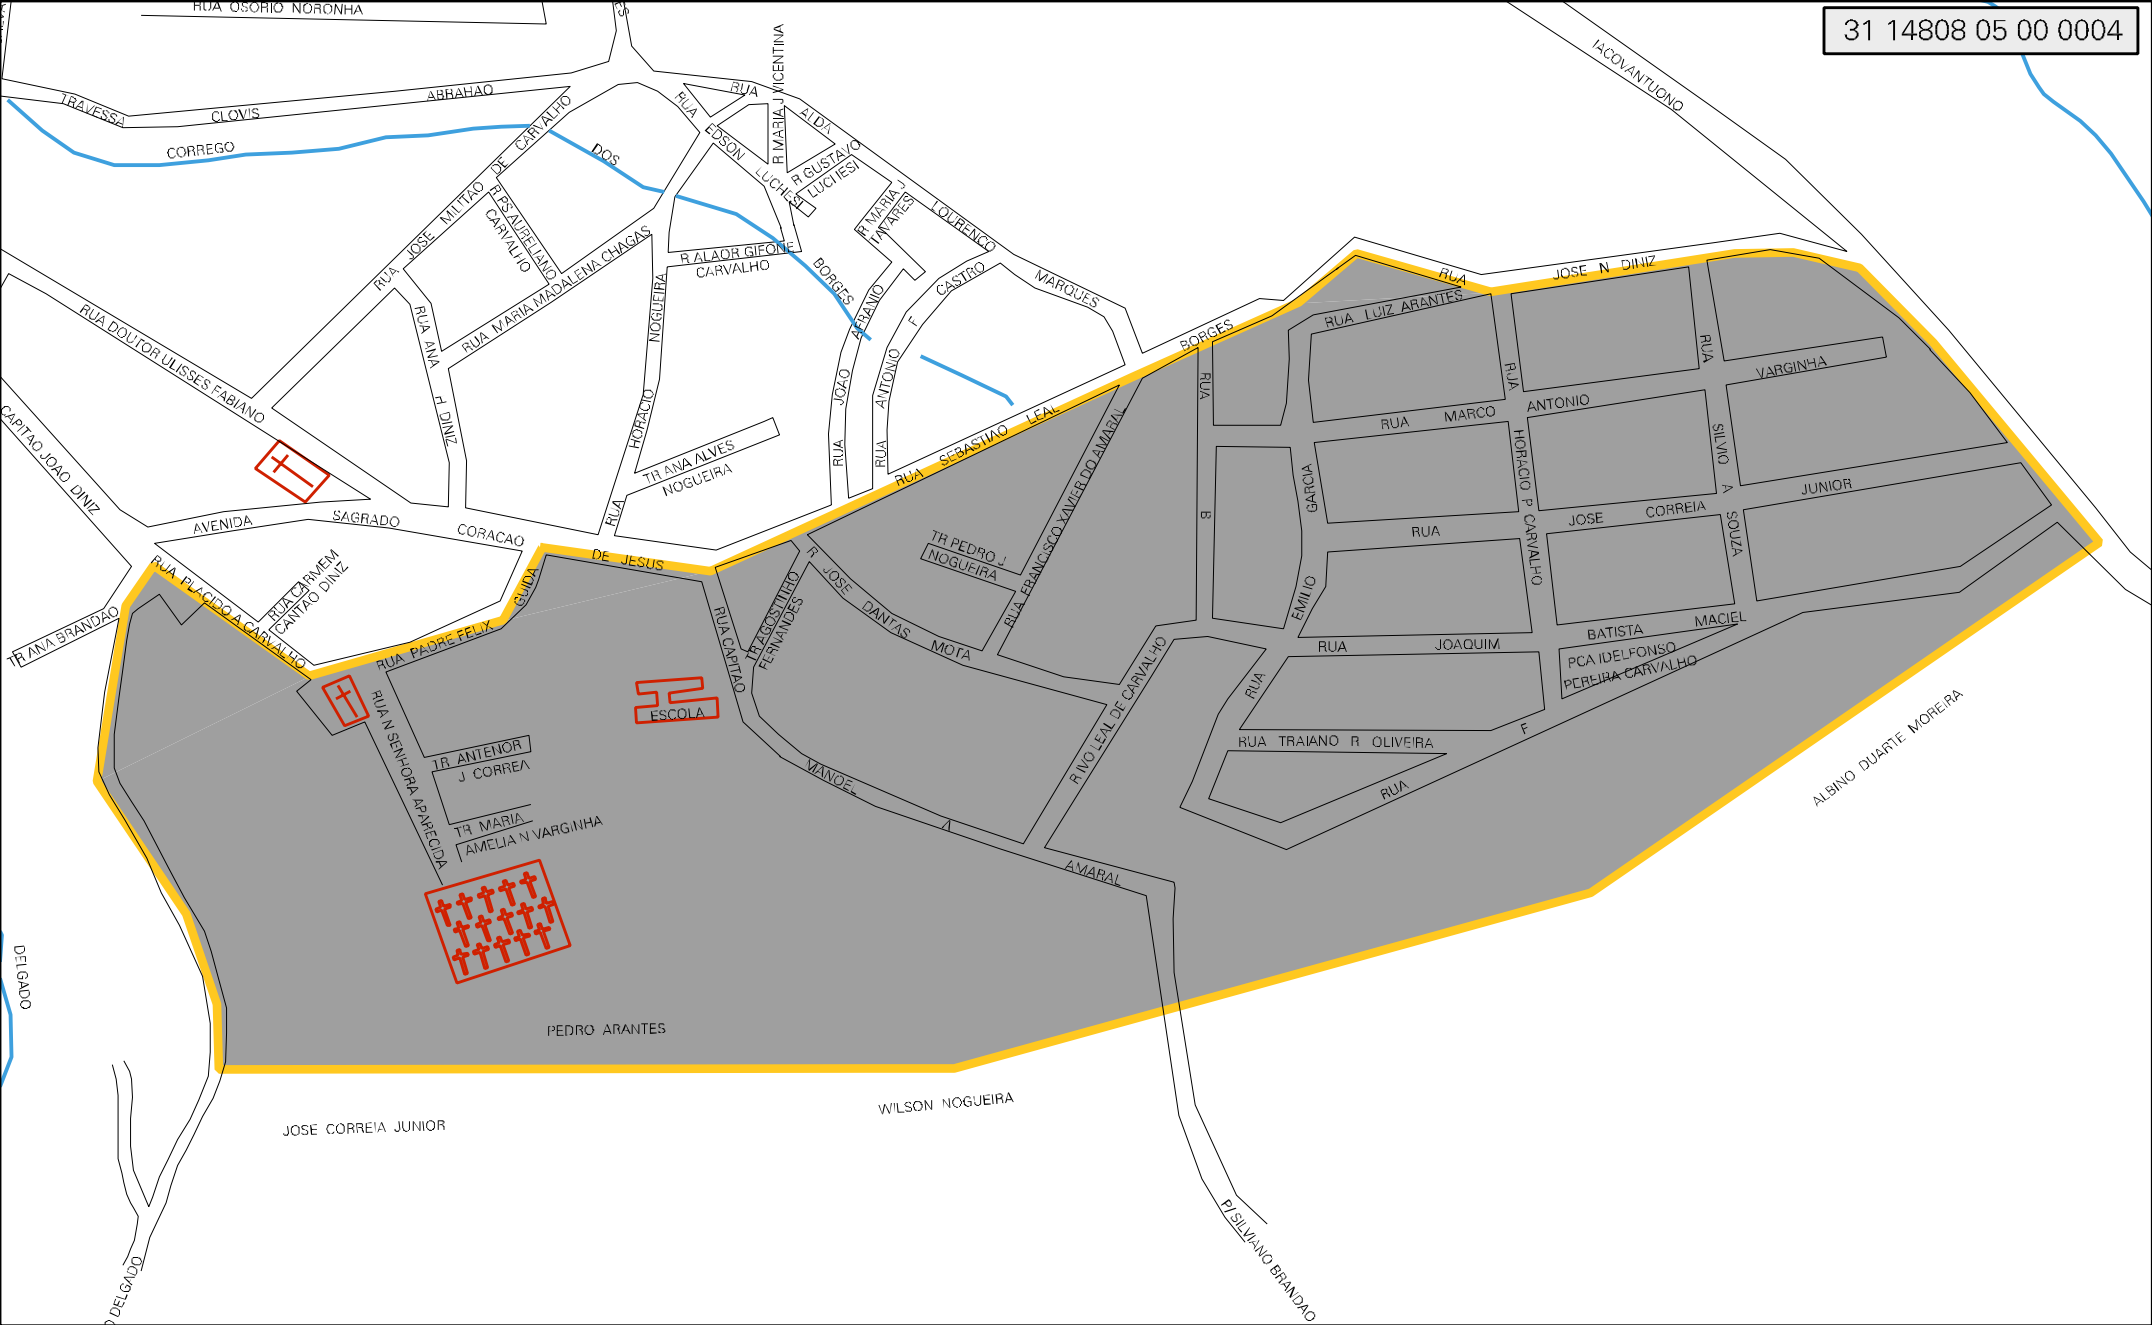 RUA OSORIO NORONHA
31 14808 05 00 0004
IACOVANTUONO
TRAVESSA CLOVIS ABRAHAO
CORREGO DOS BORGES
RUA JOSE MILITAO DE CARVALHO
R PS AURELIANO
CARVALHO
RUA EDSON LUCHESI
R MARIA J VICENTINA
RUA ALDA LOURENCO MARQUES
R GUSTAVO
LUCHESI
R MARIA J
TAVARES
R ALAOR GIFONE
CARVALHO
RUA MARIA MADALENA CHAGAS
RUA ANA H DINIZ
RUA HORACIO NOGUEIRA
RUA JOAO AFRANIO
RUA ANTONIO F CASTRO
TR ANA ALVES
NOGUEIRA
RUA DOUTOR ULISSES FABIANO
CAPITAO JOAO DINIZ
AVENIDA SAGRADO CORACAO DE JESUS
RUA CARMEM
CANTAO DINIZ
RUA PLACIDO A CARVALHO
TR ANA BRANDAO
RUA PADRE FELIX GUIDA
RUA SEBASTIAO LEAL BORGES
RUA JOSE N DINIZ
RUA LUIZ ARANTES
RUA MARCO ANTONIO VARGINHA
RUA B
RUA EMILIO GARCIA
RUA HORACIO P CARVALHO
RUA SILVIO A SOUZA
RUA JOSE CORREIA JUNIOR
RUA JOAQUIM BATISTA MACIEL
PCA IDELFONSO
PEREIRA CARVALHO
RUA TRAIANO R OLIVEIRA
RUA F
RUA
TR PEDRO J
NOGUEIRA
RUA FRANCISCO XAVIER DO AMARAL
R JOSE DANTAS MOTA
TR AGOSTINHO
FERNANDES
RUA CAPITAO MANOEL A AMARAL
R IVO LEAL DE CARVALHO
ESCOLA
RUA N SENHORA APARECIDA
TR ANTENOR
J CORREA
TR MARIA
AMELIA N VARGINHA
ALBINO DUARTE MOREIRA
DELGADO
PEDRO ARANTES
WILSON NOGUEIRA
JOSE CORREIA JUNIOR
P/ SILVIANO BRANDAO
DELGADO